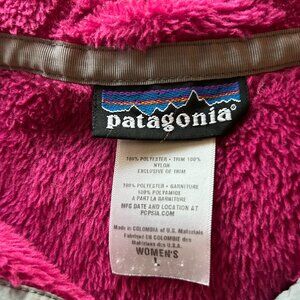 patagonia®
100% POLYESTER • TRIM 100%
NYLON
EXCLUSIVE OF TRIM
100% POLYESTER • GARNITURE
100% POLYAMIDE
A PART LA GARNITURE
MFG DATE AND LOCATION AT
PCPSIA.COM
Made in COLOMBIA of U.S. Materials
Fabriqué EN COLOMBIE des
Matériaux des U.S.A.
WOMEN'S
L